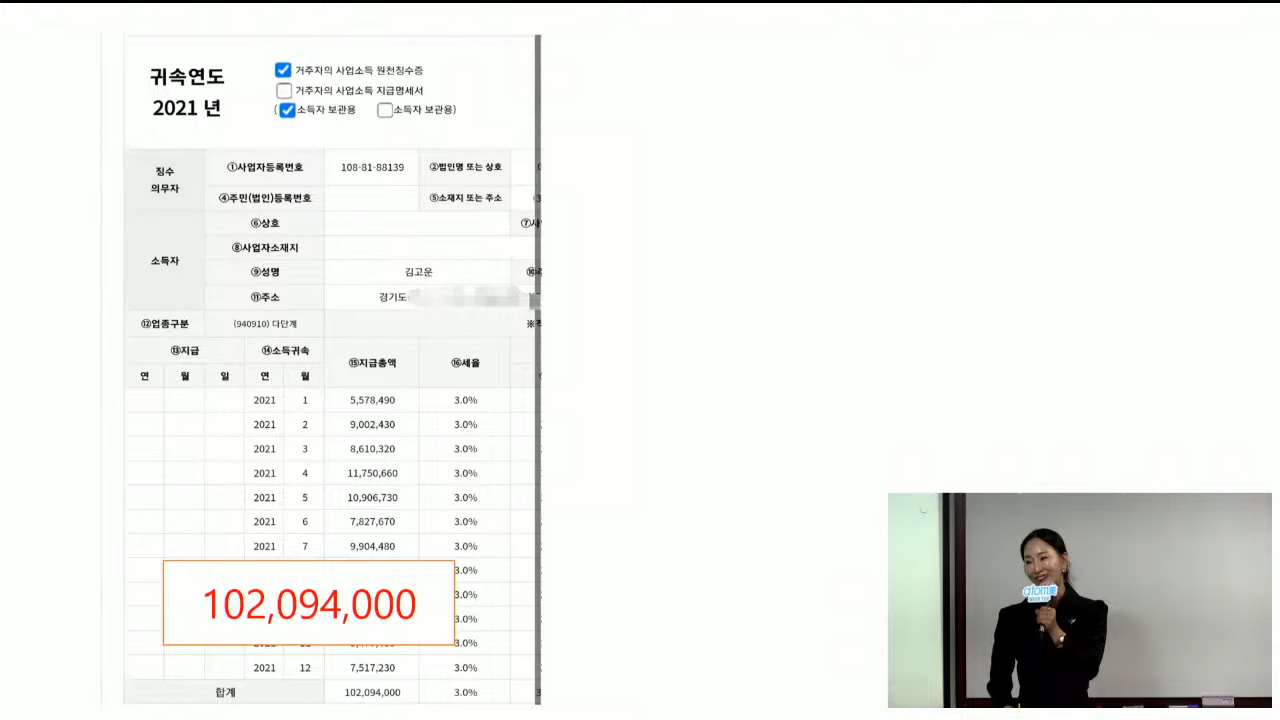 귀속연도
2021 년
거주자의 사업소득 원천징수증
거주자의 사업소득 지급명세서
(소득자 보관용 소득자 보관용)
징수
의무자
①사업자등록번호 108-81-88139 ②법인명 또는 상호
④주민(법인)등록번호 ⑤소재지 또는 주소
소득자
⑥상호
⑧사업자소재지
⑨성명 김고운
⑪주소 경기도
⑫업종구분 (940910) 다단계
⑬지급 ⑭소득귀속 ⑮지급총액 ⑯세율
연 월 일 연 월
2021 1 5,578,490 3.0%
2021 2 9,002,430 3.0%
2021 3 8,610,320 3.0%
2021 4 11,750,660 3.0%
2021 5 10,906,730 3.0%
2021 6 7,827,670 3.0%
2021 7 9,904,480 3.0%
3.0%
102,094,000
3.0%
3.0%
3.0%
2021 12 7,517,230 3.0%
합계 102,094,000 3.0%
atom美